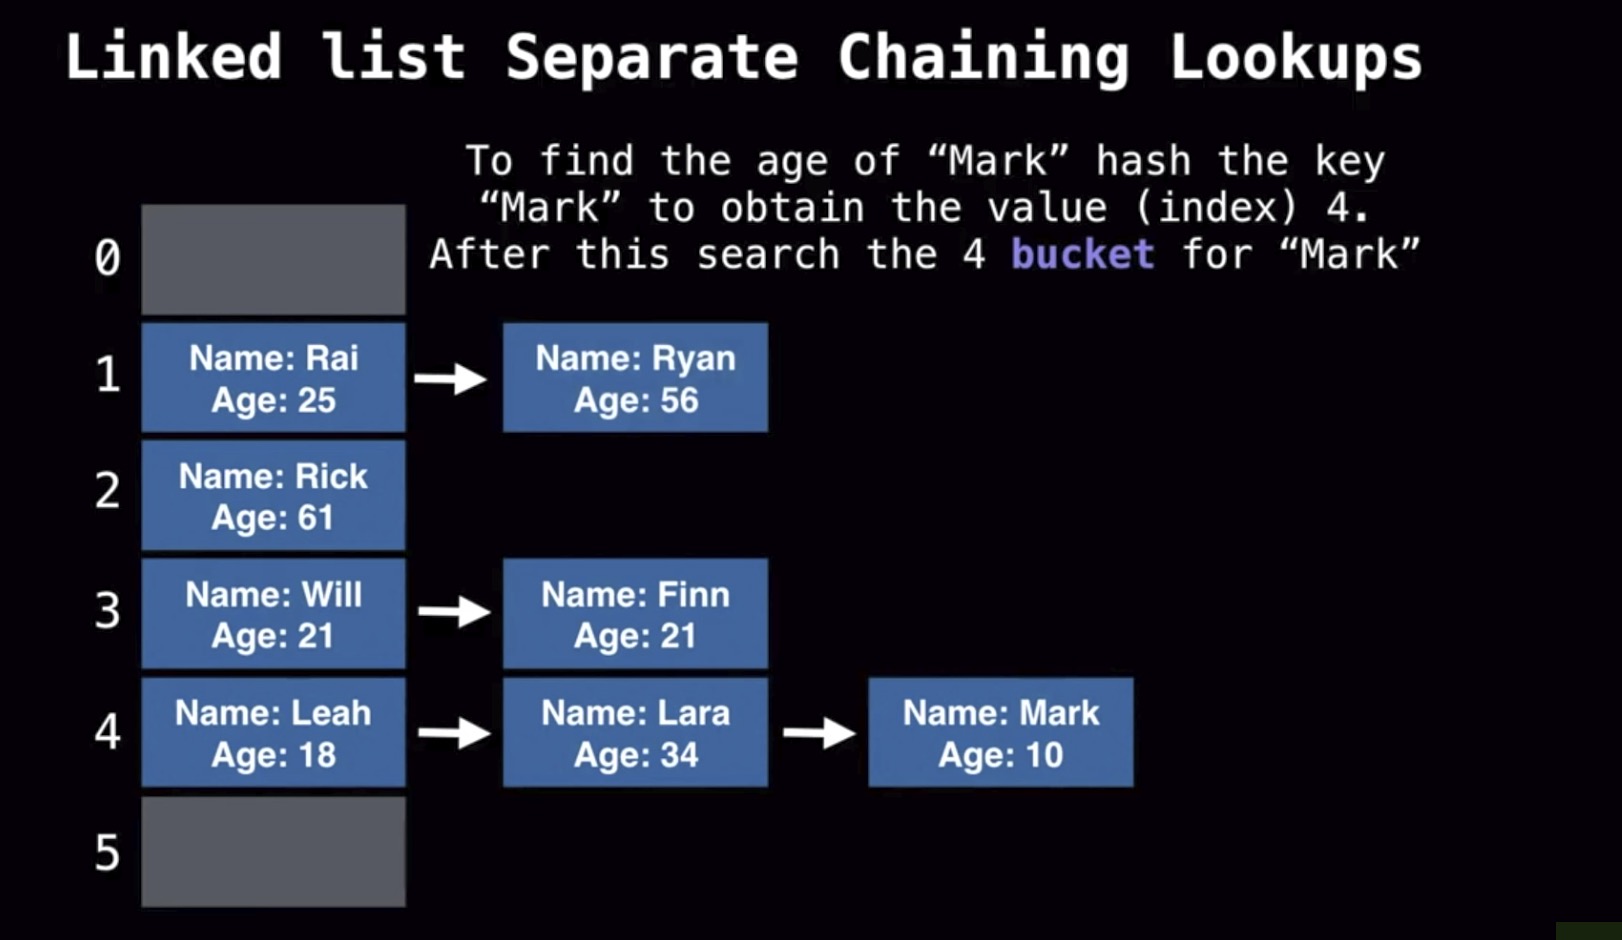 Linked list Separate Chaining Lookups
To find the age of “Mark” hash the key
“Mark” to obtain the value (index) 4.
After this search the 4 bucket for “Mark”
0
1
Name: Rai
Age: 25
Name: Ryan
Age: 56
2
Name: Rick
Age: 61
3
Name: Will
Age: 21
Name: Finn
Age: 21
4
Name: Leah
Age: 18
Name: Lara
Age: 34
Name: Mark
Age: 10
5